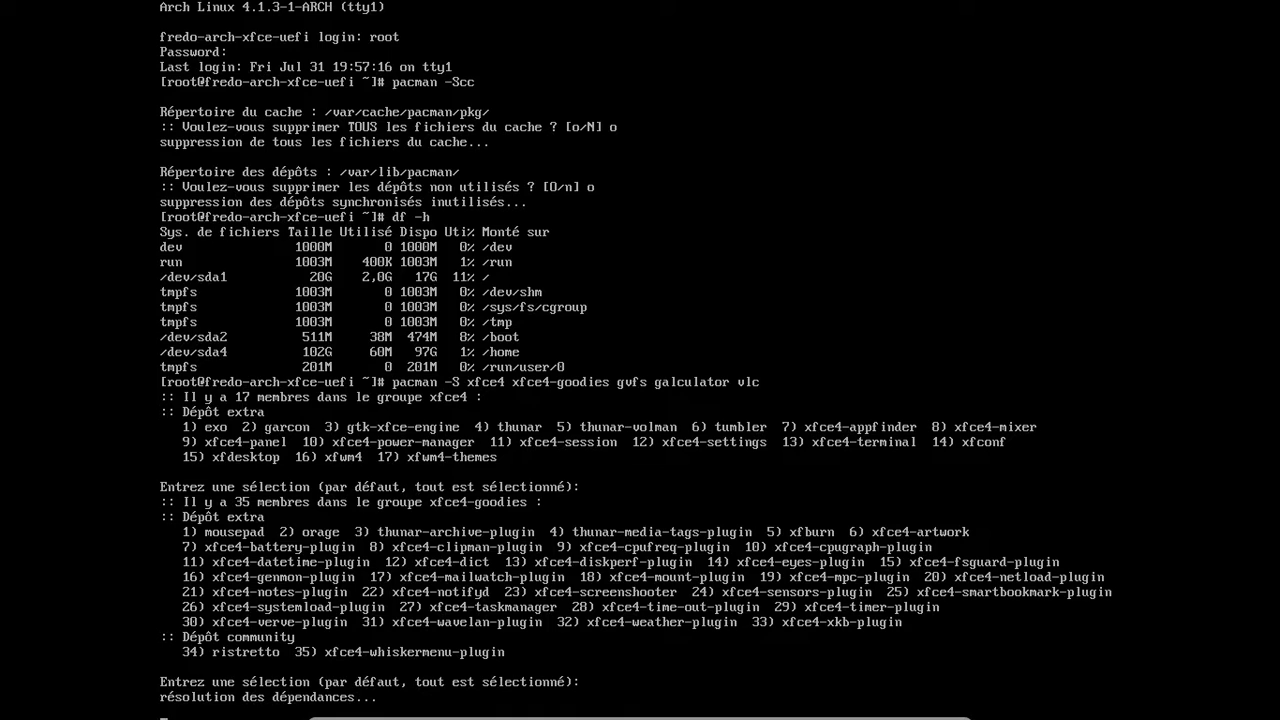 Arch Linux 4.1.3-1-ARCH (tty1)
fredo-arch-xfce-uefi login: root
Password:
Last login: Fri Jul 31 19:57:16 on tty1
[root@fredo-arch-xfce-uefi ~]# pacman -Scc
Répertoire du cache : /var/cache/pacman/pkg/
:: Voulez-vous supprimer TOUS les fichiers du cache ? [o/N] o
suppression de tous les fichiers du cache...
Répertoire des dépôts : /var/lib/pacman/
:: Voulez-vous supprimer les dépôts non utilisés ? [O/n] o
suppression des dépôts synchronisés inutilisés...
[root@fredo-arch-xfce-uefi ~]# df -h
Sys. de fichiers Taille Utilisé Dispo Uti% Monté sur
dev 1000M 0 1000M 0% /dev
run 1003M 400K 1003M 1% /run
/dev/sda1 20G 2,0G 17G 11% /
tmpfs 1003M 0 1003M 0% /dev/shm
tmpfs 1003M 0 1003M 0% /sys/fs/cgroup
tmpfs 1003M 0 1003M 0% /tmp
/dev/sda2 511M 38M 474M 8% /boot
/dev/sda4 102G 60M 97G 1% /home
tmpfs 201M 0 201M 0% /run/user/0
[root@fredo-arch-xfce-uefi ~]# pacman -S xfce4 xfce4-goodies gvfs galculator vlc
:: Il y a 17 membres dans le groupe xfce4 :
:: Dépôt extra
1) exo 2) garcon 3) gtk-xfce-engine 4) thunar 5) thunar-volman 6) tumbler 7) xfce4-appfinder 8) xfce4-mixer
9) xfce4-panel 10) xfce4-power-manager 11) xfce4-session 12) xfce4-settings 13) xfce4-terminal 14) xfconf
15) xfdesktop 16) xfwm4 17) xfwm4-themes
Entrez une sélection (par défaut, tout est sélectionné):
:: Il y a 35 membres dans le groupe xfce4-goodies :
:: Dépôt extra
1) mousepad 2) orage 3) thunar-archive-plugin 4) thunar-media-tags-plugin 5) xfburn 6) xfce4-artwork
7) xfce4-battery-plugin 8) xfce4-clipman-plugin 9) xfce4-cpufreq-plugin 10) xfce4-cpugraph-plugin
11) xfce4-datetime-plugin 12) xfce4-dict 13) xfce4-diskperf-plugin 14) xfce4-eyes-plugin 15) xfce4-fsguard-plugin
16) xfce4-genmon-plugin 17) xfce4-mailwatch-plugin 18) xfce4-mount-plugin 19) xfce4-mpc-plugin 20) xfce4-netload-plugin
21) xfce4-notes-plugin 22) xfce4-notifyd 23) xfce4-screenshooter 24) xfce4-sensors-plugin 25) xfce4-smartbookmark-plugin
26) xfce4-systemload-plugin 27) xfce4-taskmanager 28) xfce4-time-out-plugin 29) xfce4-timer-plugin
30) xfce4-verve-plugin 31) xfce4-wavelan-plugin 32) xfce4-weather-plugin 33) xfce4-xkb-plugin
:: Dépôt community
34) ristretto 35) xfce4-whiskermenu-plugin
Entrez une sélection (par défaut, tout est sélectionné):
résolution des dépendances...